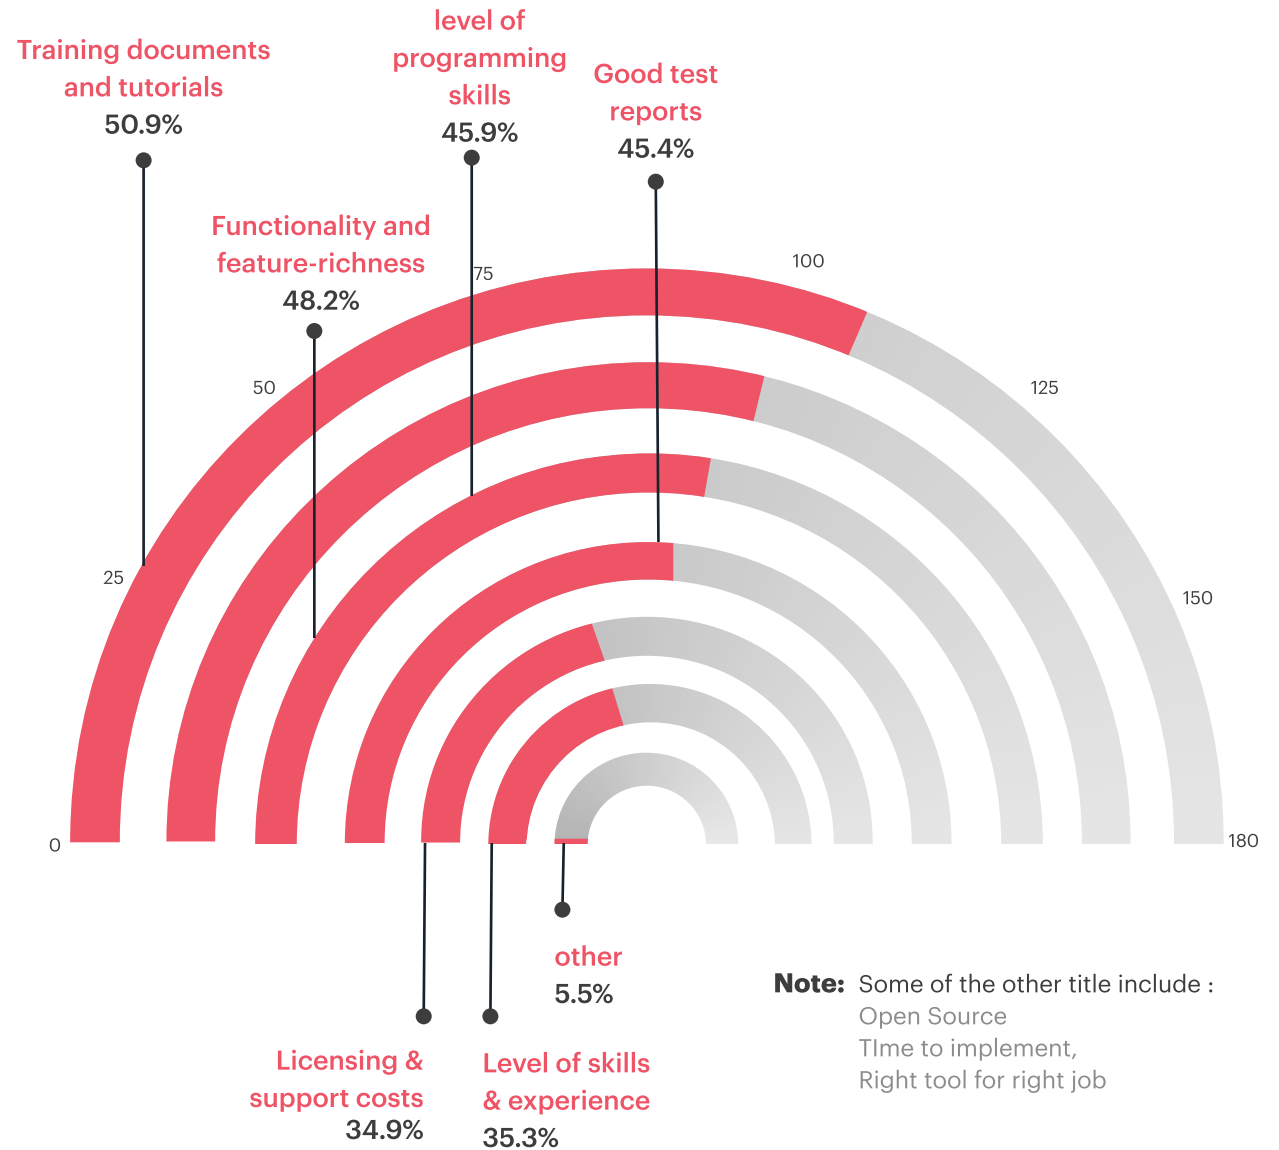 Training documents
and tutorials
50.9%
level of
programming
skills
45.9%
Good test
reports
45.4%
Functionality and
feature-richness
48.2%
0
25
50
75
100
125
150
180
other
5.5%
Licensing &
support costs
34.9%
Level of skills
& experience
35.3%
Note: Some of the other title include :
Open Source
TIme to implement,
Right tool for right job